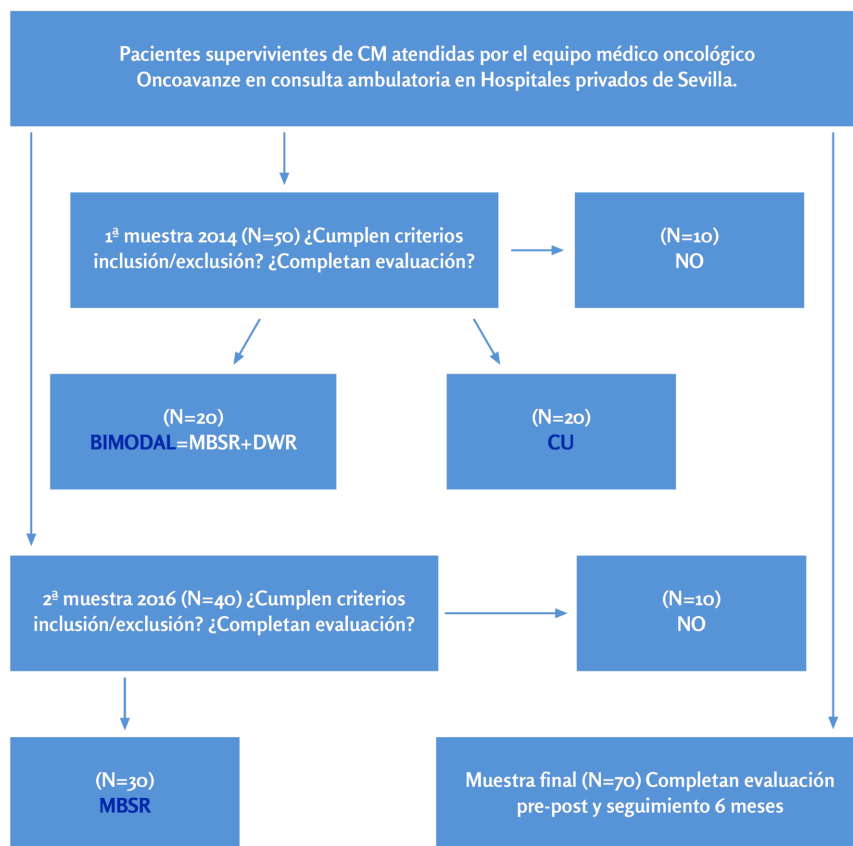 Pacientes supervivientes de CM atendidas por el equipo médico oncológico
Oncoavanze en consulta ambulatoria en Hospitales privados de Sevilla.
1ª muestra 2014 (N=50) ¿Cumplen criterios
inclusión/exclusión? ¿Completan evaluación?
(N=10)
NO
(N=20)
BIMODAL=MBSR+DWR
(N=20)
CU
2ª muestra 2016 (N=40) ¿Cumplen criterios
inclusión/exclusión? ¿Completan evaluación?
(N=10)
NO
(N=30)
MBSR
Muestra final (N=70) Completan evaluación
pre-post y seguimiento 6 meses